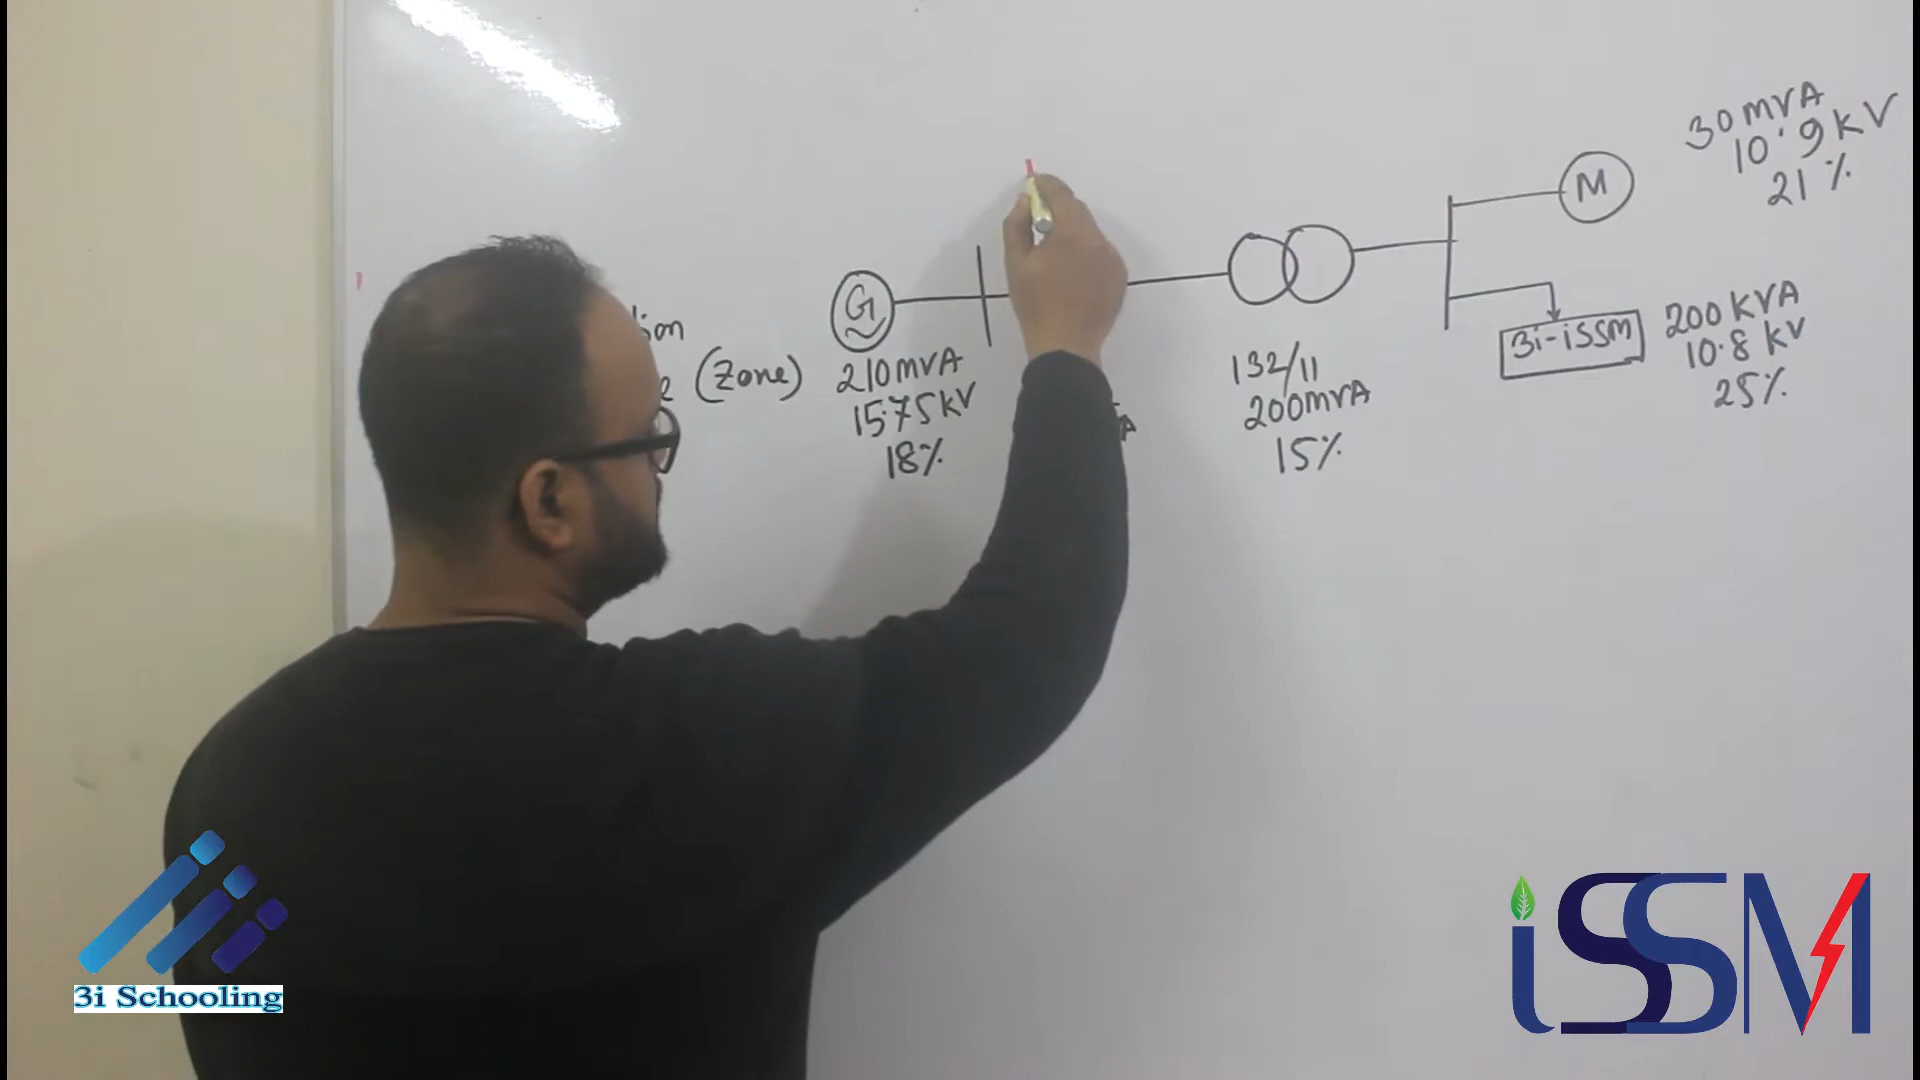 30 MVA
10.9 KV
21 %
M
G
(Zone)
210 MVA
15.75 KV
18%
132/11
200 MVA
15%
3i-iSSM
200 KVA
10.8 KV
25%
3i Schooling
iSSM